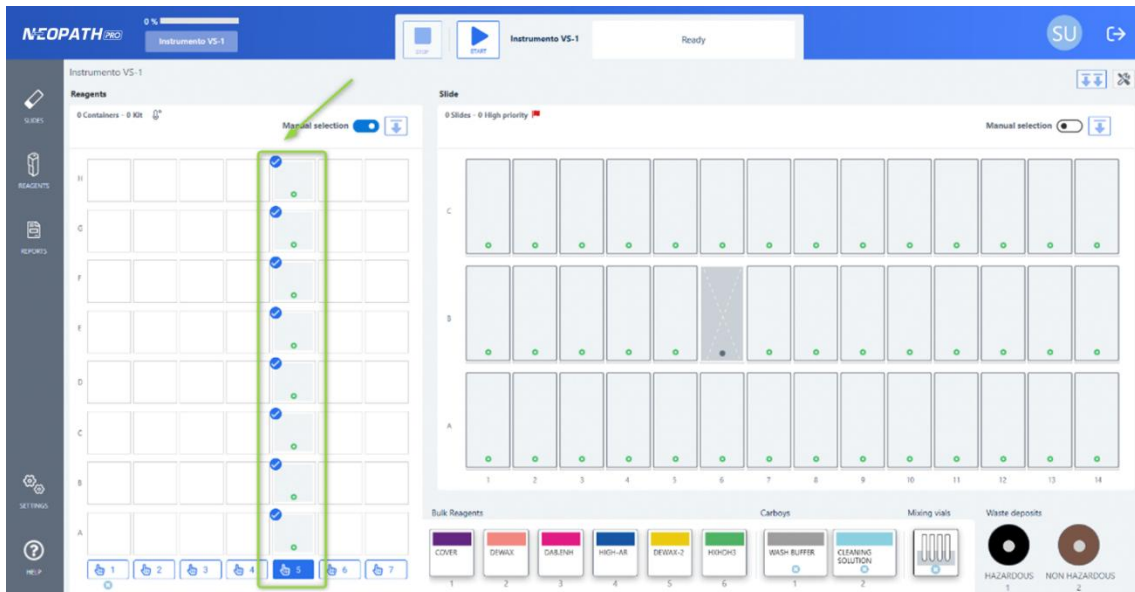 NEOPATH PRO
0 %
Instrumento VS-1
STOP
START
Instrumento VS-1
Ready
SU
Instrumento VS-1
Reagents
0 Containers - 0 Kit
Manual selection
Slide
0 Slides - 0 High priority
Manual selection
SLIDES
REAGENTS
REPORTS
SETTINGS
HELP
H
G
F
E
D
C
B
A
1 2 3 4 5 6 7
C
B
A
1 2 3 4 5 6 7 8 9 10 11 12 13 14
Bulk Reagents
COVER DEWAX DAB.ENH HIGH-AR DEWAX-2 HXHOH3
1 2 3 4 5 6
Carboys
WASH BUFFER CLEANING SOLUTION
1 2
Mixing vials
Waste deposits
HAZARDOUS NON HAZARDOUS
1 2